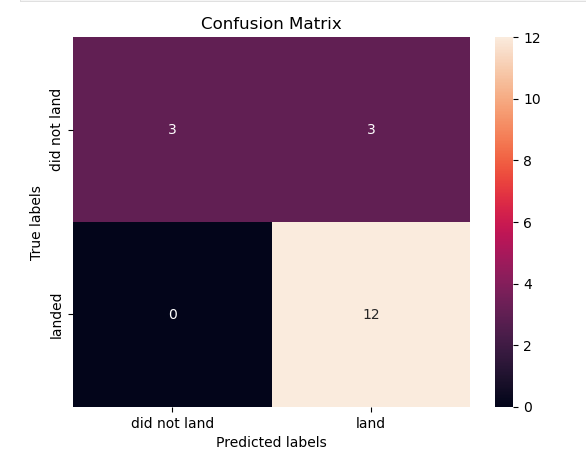 Confusion Matrix
True labels
did not land
landed
3
3
0
12
did not land
land
Predicted labels
12
10
8
6
4
2
0